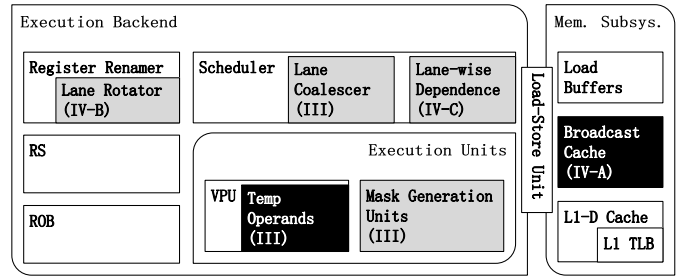 Execution Backend
Register Renamer
Lane Rotator
(IV-B)
RS
ROB
Scheduler
Lane
Coalescer
(III)
Lane-wise
Dependence
(IV-C)
Execution Units
VPU
Temp
Operands
(III)
Mask Generation
Units
(III)
Load-Store Unit
Mem. Subsys.
Load
Buffers
Broadcast
Cache
(IV-A)
L1-D Cache
L1 TLB